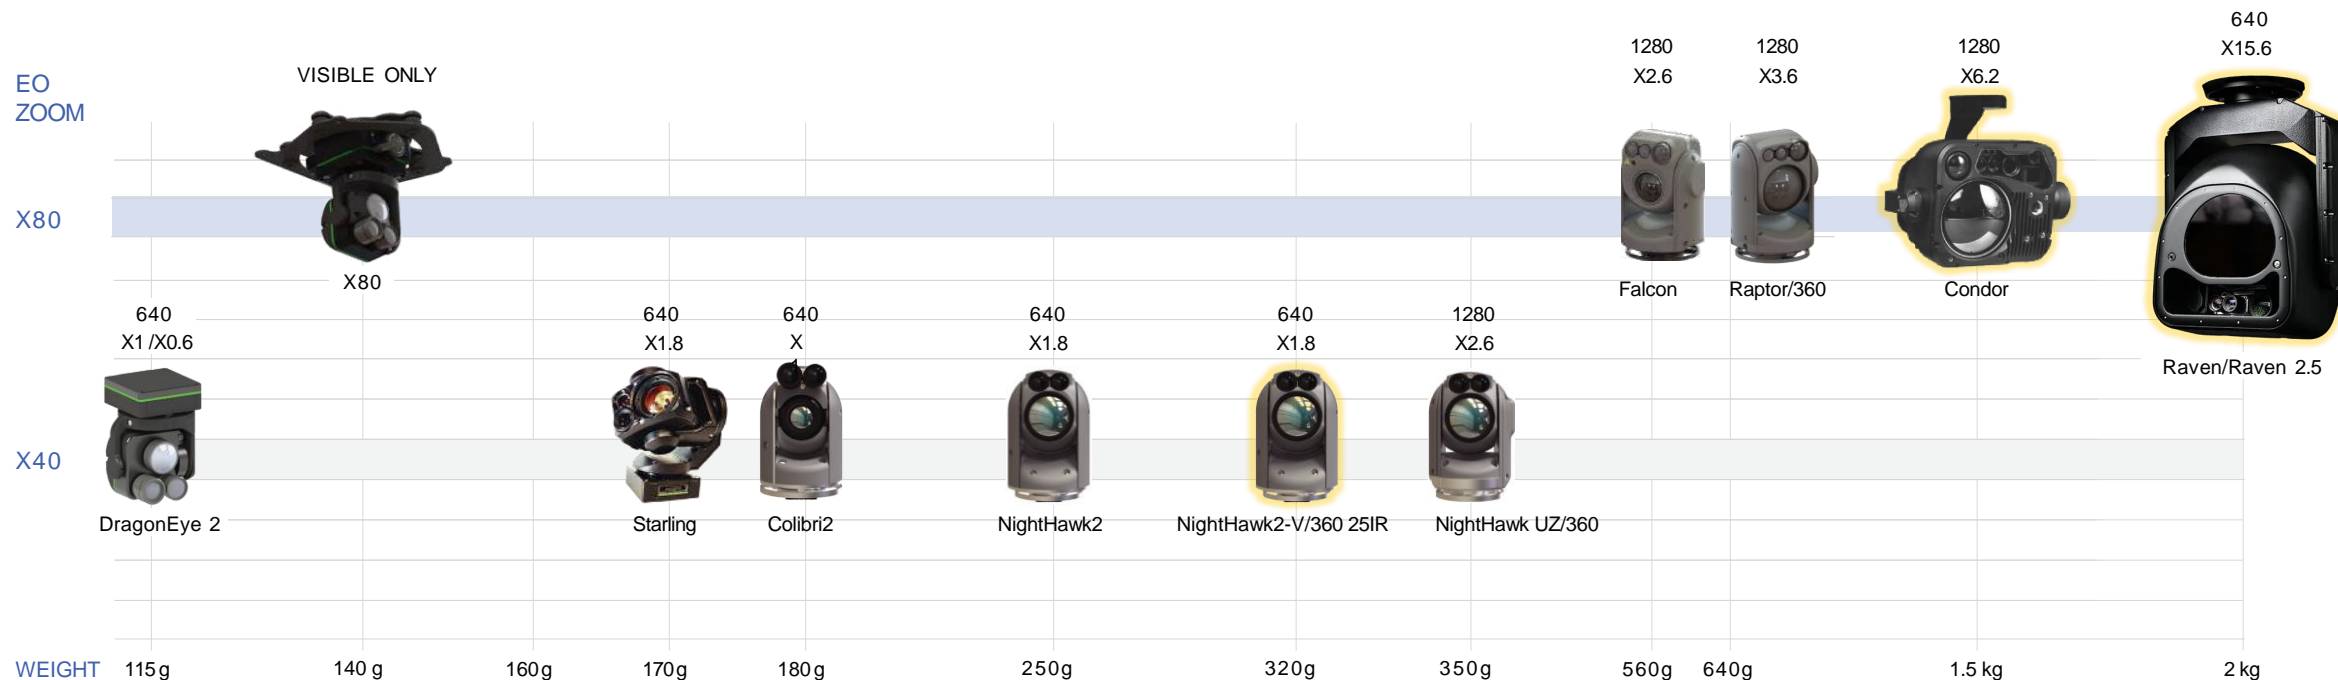 640
X15.6
1280
X2.6
1280
X3.6
1280
X6.2
VISIBLE ONLY
EO
ZOOM
X80
X80
Falcon
Raptor/360
Condor
Raven/Raven 2.5
640
X1 /X0.6
640
X1.8
640
X
640
X1.8
640
X1.8
1280
X2.6
X40
DragonEye 2
Starling
Colibri2
NightHawk2
NightHawk2-V/360 25IR
NightHawk UZ/360
WEIGHT
115g
140 g
160g
170g
180g
250g
320g
350g
560g
640g
1.5 kg
2 kg